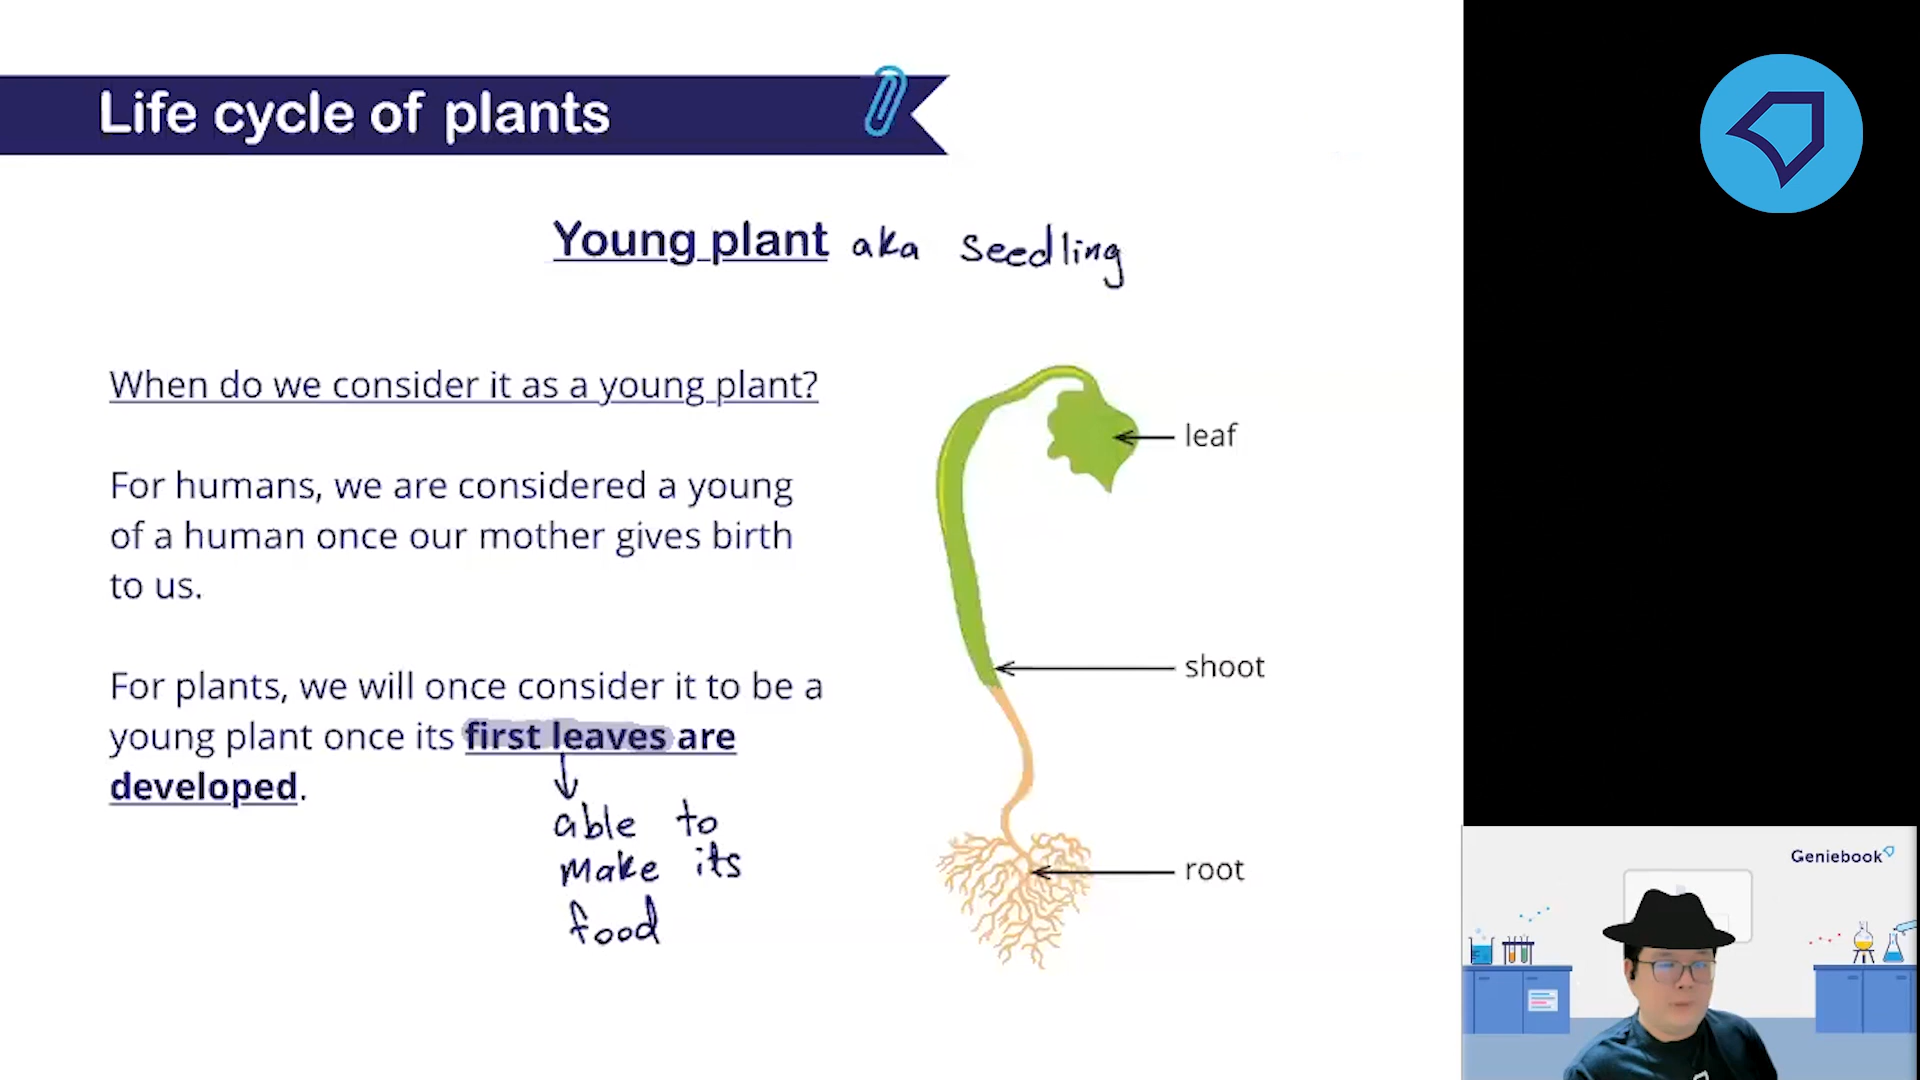 Life cycle of plants
Young plant aka seedling
When do we consider it as a young plant?
For humans, we are considered a young
of a human once our mother gives birth
to us.
For plants, we will once consider it to be a
young plant once its first leaves are
developed.
able to
make its
food
leaf
shoot
root
Geniebook